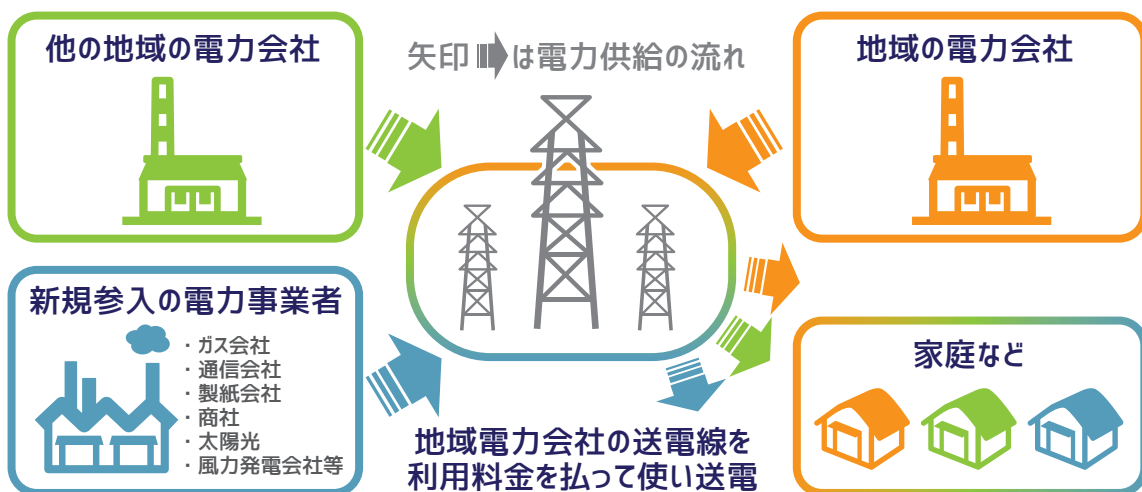 他の地域の電力会社
矢印 は電力供給の流れ
地域の電力会社
新規参入の電力事業者
・ガス会社
・通信会社
・製紙会社
・商社
・太陽光
・風力発電会社等
地域電力会社の送電線を
利用料金を払って使い送電
家庭など